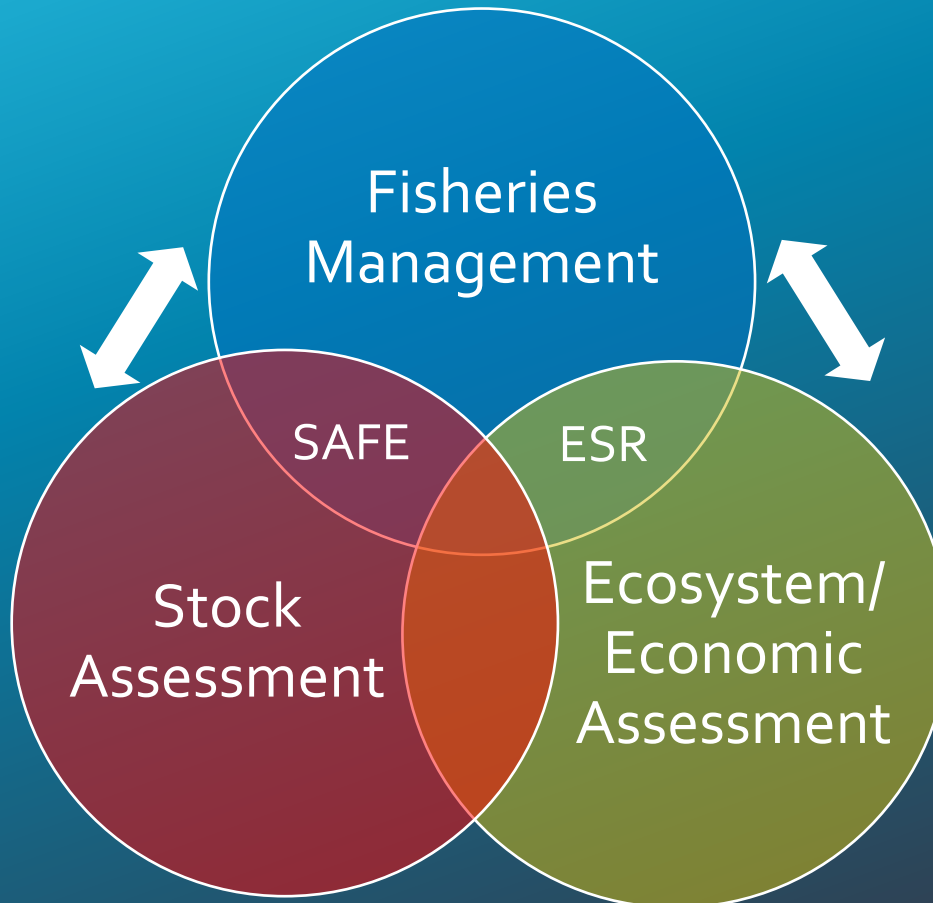 Fisheries
Management
SAFE
ESR
Stock
Assessment
Ecosystem/
Economic
Assessment